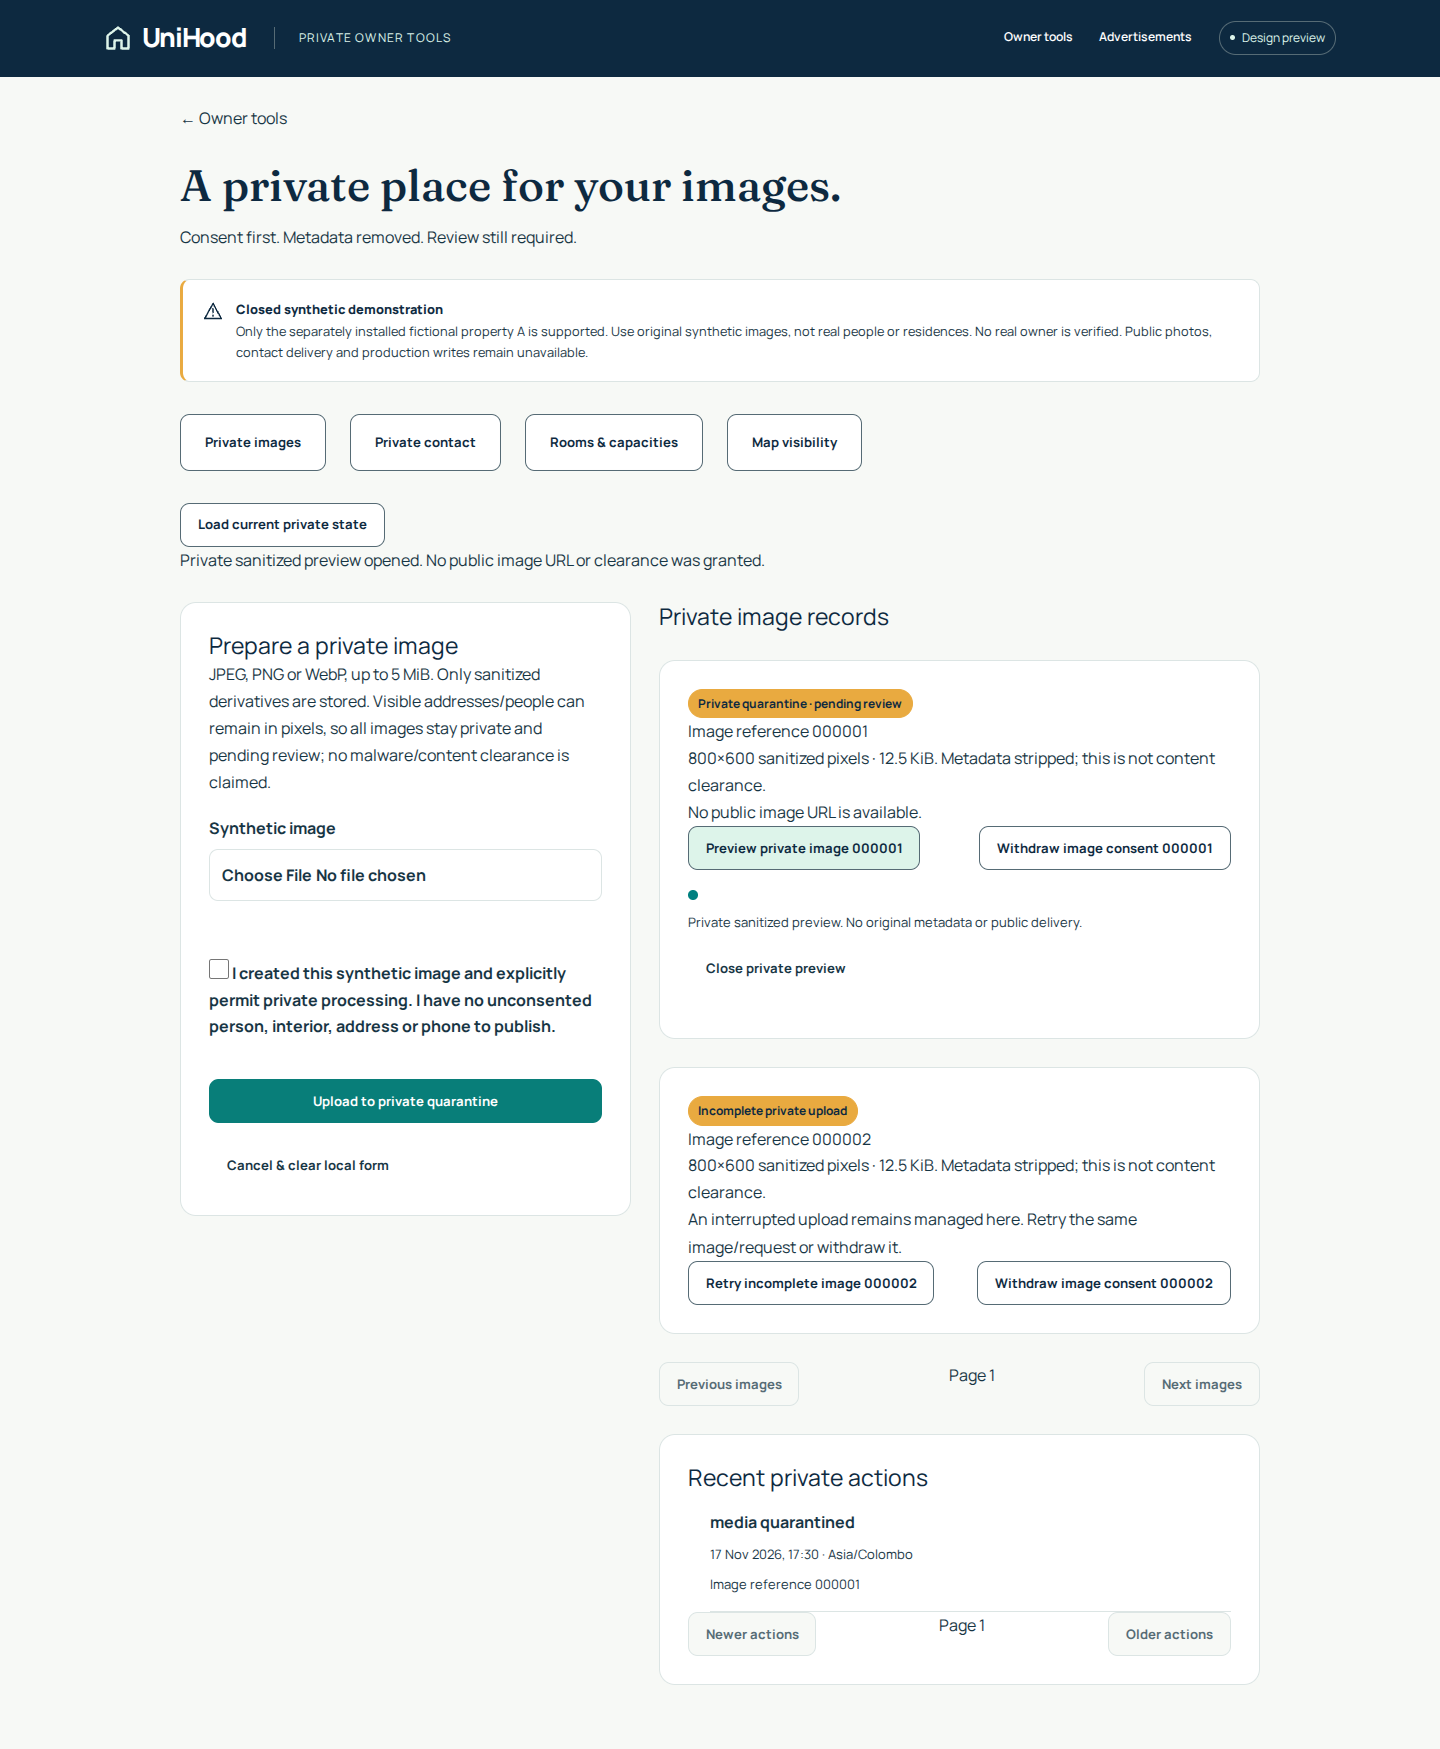 UniHood
PRIVATE OWNER TOOLS
Owner tools
Advertisements
Design preview
← Owner tools
A private place for your images.
Consent first. Metadata removed. Review still required.
Closed synthetic demonstration
Only the separately installed fictional property A is supported. Use original synthetic images, not real people or residences. No real owner is verified. Public photos,
contact delivery and production writes remain unavailable.
Private images
Private contact
Rooms & capacities
Map visibility
Load current private state
Private sanitized preview opened. No public image URL or clearance was granted.
Prepare a private image
JPEG, PNG or WebP, up to 5 MiB. Only sanitized
derivatives are stored. Visible addresses/people can
remain in pixels, so all images stay private and
pending review; no malware/content clearance is
claimed.
Synthetic image
Choose File No file chosen
I created this synthetic image and explicitly
permit private processing. I have no unconsented
person, interior, address or phone to publish.
Upload to private quarantine
Cancel & clear local form
Private image records
Private quarantine · pending review
Image reference 000001
800×600 sanitized pixels · 12.5 KiB. Metadata stripped; this is not content
clearance.
No public image URL is available.
Preview private image 000001
Withdraw image consent 000001
Private sanitized preview. No original metadata or public delivery.
Close private preview
Incomplete private upload
Image reference 000002
800×600 sanitized pixels · 12.5 KiB. Metadata stripped; this is not content
clearance.
An interrupted upload remains managed here. Retry the same
image/request or withdraw it.
Retry incomplete image 000002
Withdraw image consent 000002
Previous images
Page 1
Next images
Recent private actions
media quarantined
17 Nov 2026, 17:30 · Asia/Colombo
Image reference 000001
Newer actions
Page 1
Older actions